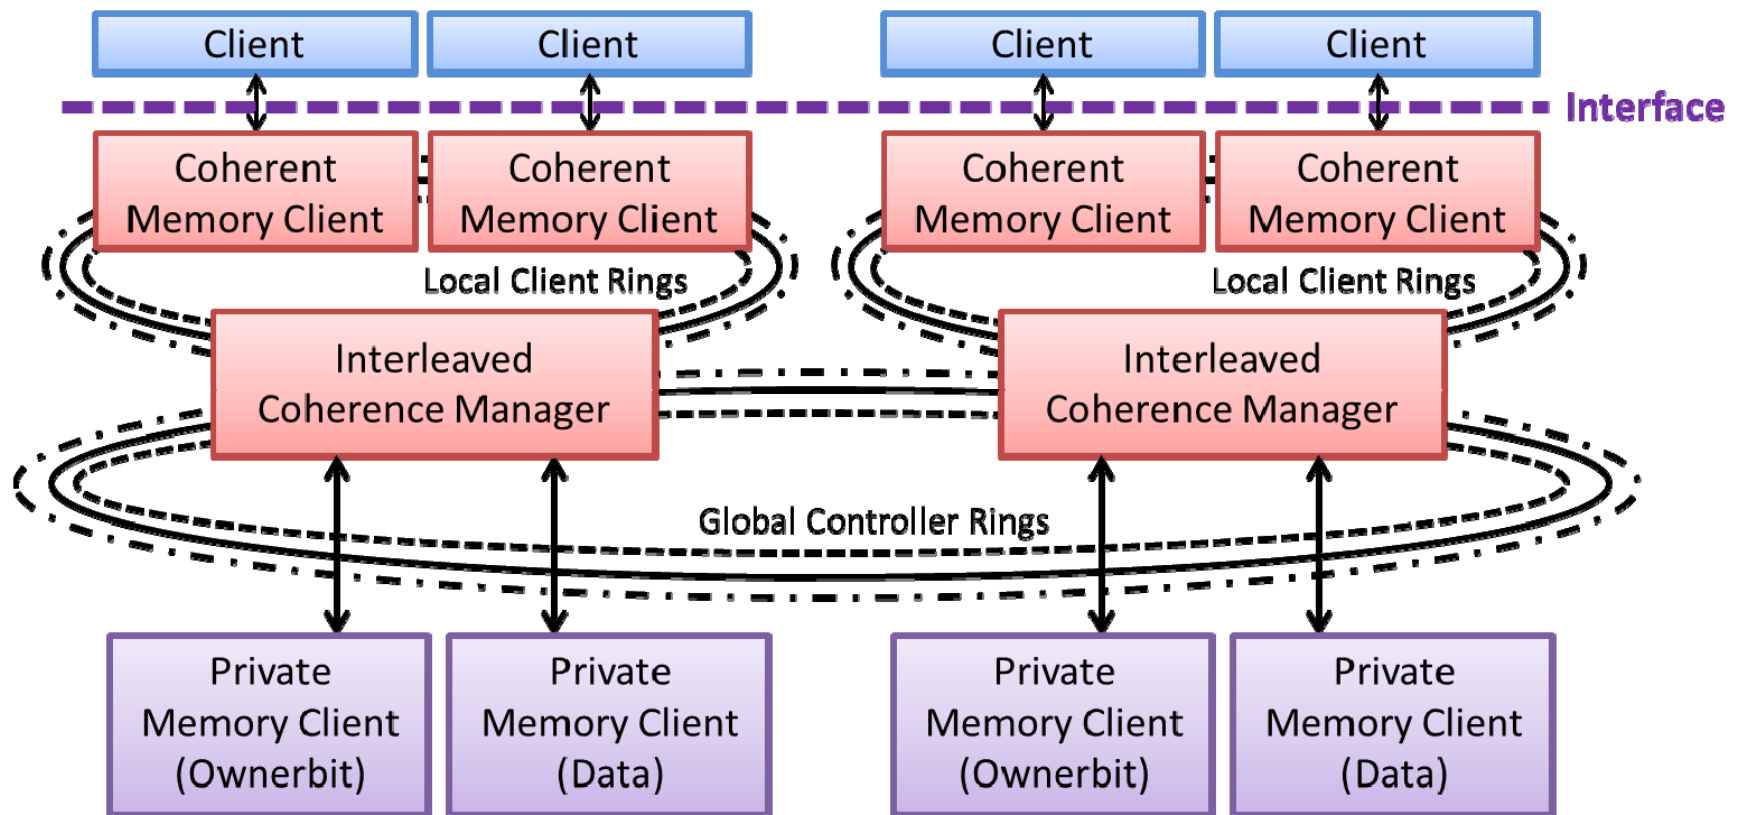 Client
Client
Client
Client
Interface
Coherent
Memory Client
Coherent
Memory Client
Coherent
Memory Client
Coherent
Memory Client
Local Client Rings
Local Client Rings
Interleaved
Coherence Manager
Interleaved
Coherence Manager
Global Controller Rings
Private
Memory Client
(Ownerbit)
Private
Memory Client
(Data)
Private
Memory Client
(Ownerbit)
Private
Memory Client
(Data)